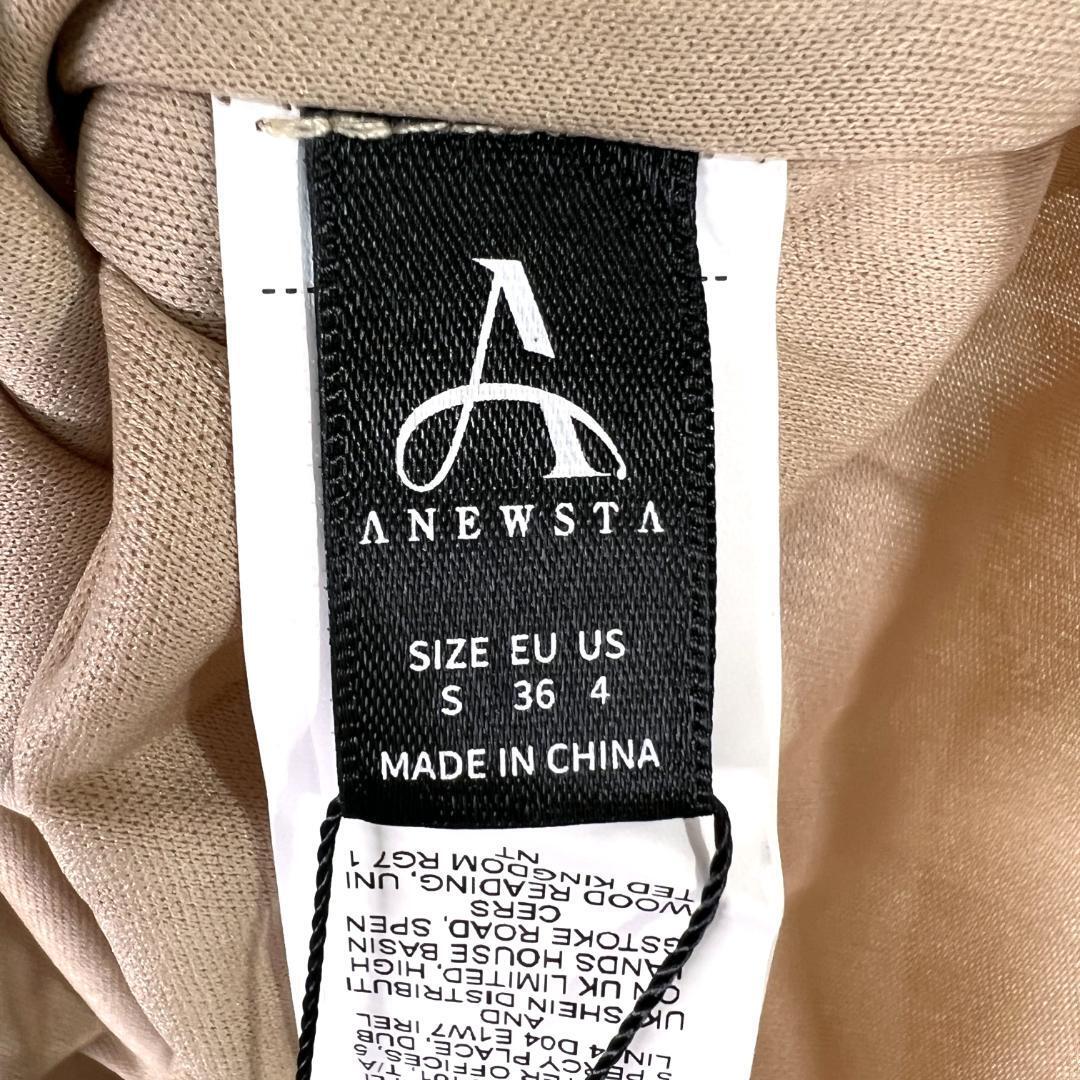 A
ANEWSTA
SIZE EU US
S 36 4
MADE IN CHINA
OFFICES, S
PLACE, DUB
LIN 4 D04 E1W7 IREL
AND
UK: SHEIN DISTRIBUTI
ON UK LIMITED, HIGH
LANDS HOUSE BASIN
GSTOKE ROAD, SPEN
CERS
WOOD READING, UNI
TED KINGDOM RG7 1
NT